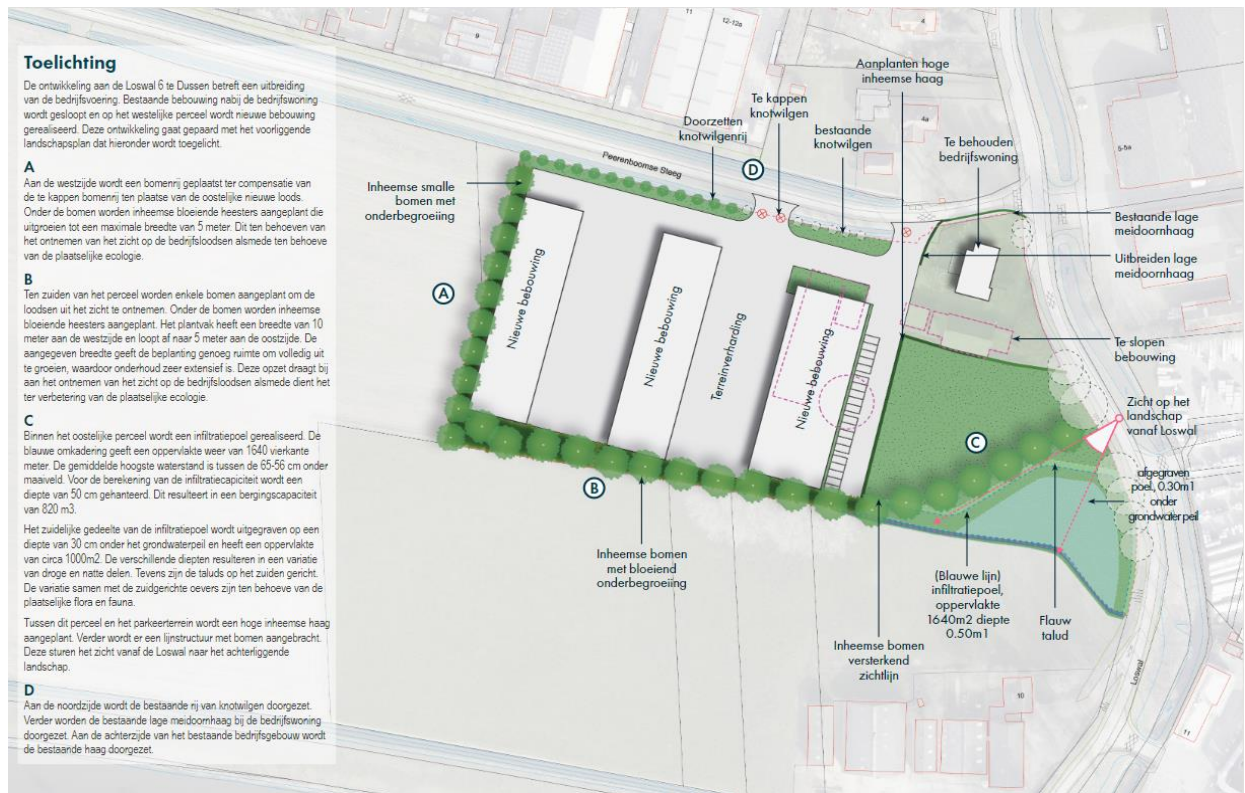 Toelichting
De ontwikkeling aan de Loswal 6 te Dussen betreft een uitbreiding
van de bedrijfsvoering. Bestaande bebouwing nabij de bedrijfswoning
wordt gesloopt en op het westelijke perceel wordt nieuwe bebouwing
gerealiseerd. Deze ontwikkeling gaat gepaard met het voorliggende
landschapsplan dat hieronder wordt toegelicht.
A
Aan de westzijde wordt een bomenrij geplaatst ter compensatie van
de te kappen bomenrij ten plaatse van de oostelijke nieuwe loods.
Onder de bomen worden inheemse bloeiende heesters aangeplant die
uitgroeien tot een maximale breedte van 5 meter. Dit ten behoeven van
het ontnemen van het zicht op de bedrijfsloodsen alsmede ten behoeve
van de plaatselijke ecologie.
B
Ten zuiden van het perceel worden enkele bomen aangeplant om de
loodsen uit het zicht te ontnemen. Onder de bomen worden inheemse
bloeiende heesters aangeplant. Het plantvak heeft een breedte van 10
meter aan de westzijde en loopt af naar 5 meter aan de oostzijde. De
aangegeven breedte geeft de beplanting genoeg ruimte om volledig uit
te groeien, waardoor onderhoud zeer extensief is. Deze opzet draagt bij
aan het ontnemen van het zicht op de bedrijfsloodsen alsmede dient het
ter verbetering van de plaatselijke ecologie.
C
Binnen het oostelijke perceel wordt een infiltratiepoel gerealiseerd. De
blauwe omkadering geeft een oppervlakte weer van 1640 vierkante
meter. De gemiddelde hoogste waterstand is tussen de 65-56 cm onder
maaiveld. Voor de berekening van de infiltratiecapiciteit wordt een
diepte van 50 cm gehanteerd. Dit resulteert in een bergingscapaciteit
van 820 m3.
Het zuidelijke gedeelte van de infiltratiepoel wordt uitgegraven op een
diepte van 30 cm onder het grondwaterpeil en heeft een oppervlakte
van circa 1000m2. De verschillende diepten resulteren in een variatie
van droge en natte delen. Tevens zijn de taluds op het zuiden gericht.
De variatie samen met de zuidgerichte oevers zijn ten behoeve van de
plaatselijke flora en fauna.
Tussen dit perceel en het parkeerterrein wordt een hoge inheemse haag
aangeplant. Verder wordt er een lijnstructuur met bomen aangebracht.
Deze sturen het zicht vanaf de Loswal naar het achterliggende
landschap.
D
Aan de noordzijde wordt de bestaande rij van knotwilgen doorgezet.
Verder worden de bestaande lage meidoornhaag bij de bedrijfswoning
doorgezet. Aan de achterzijde van het bestaande bedrijfsgebouw wordt
de bestaande haag doorgezet.
9
11
12-12a
4
4a
5-5a
Aanplanten hoge
inheemse haag
Te kappen
knotwilgen
Doorzetten
knotwilgenrij
bestaande
knotwilgen
Te behouden
bedrijfswoning
Peerenboomse Steeg
D
Inheemse smalle
bomen met
onderbegroeiing
Bestaande lage
meidoornhaag
Uitbreiden lage
meidoornhaag
A
Nieuwe bebouwing
Nieuwe bebouwing
Terreinverharding
Nieuwe bebouwing
Te slopen
bebouwing
Zicht op het
landschap
vanaf Loswal
C
afgegraven
poel, 0.30m1
onder
grondwaterpeil
B
Inheemse bomen
met bloeiend
onderbegroeiing
(Blauwe lijn)
infiltratiepoel,
oppervlakte
1640m2 diepte
0.50m1
Flauw
talud
Inheemse bomen
versterkend
zichtlijn
Loswal
10
11